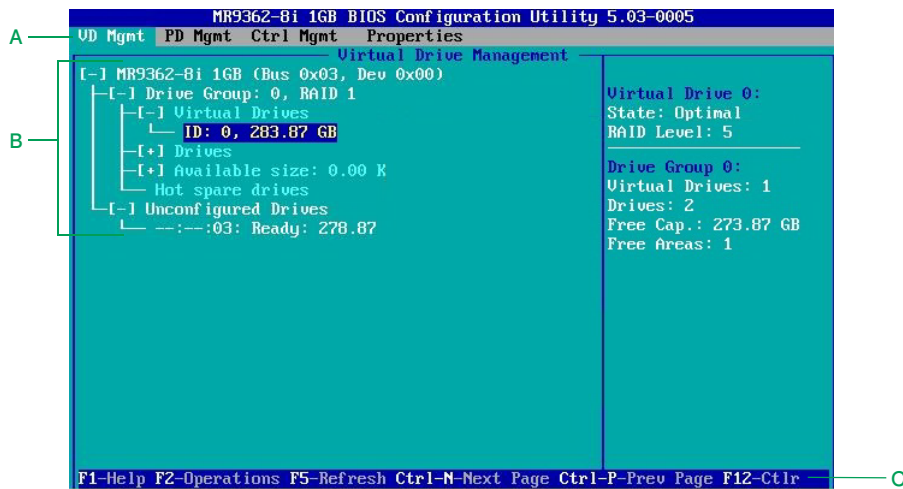 MR9362-8i 1GB BIOS Configuration Utility 5.03-0005
A
VD Mgmt PD Mgmt Ctrl Mgmt Properties
Virtual Drive Management
B
[-] MR9362-8i 1GB (Bus 0x03, Dev 0x00)
[-] Drive Group: 0, RAID 1
[-] Virtual Drives
ID: 0, 283.87 GB
[+] Drives
[+] Available size: 0.00 K
Hot spare drives
[-] Unconfigured Drives
--:--:03: Ready: 278.87
Virtual Drive 0:
State: Optimal
RAID Level: 5
Drive Group 0:
Virtual Drives: 1
Drives: 2
Free Cap.: 273.87 GB
Free Areas: 1
F1-Help F2-Operations F5-Refresh Ctrl-N-Next Page Ctrl-P-Prev Page F12-Ctlr
C